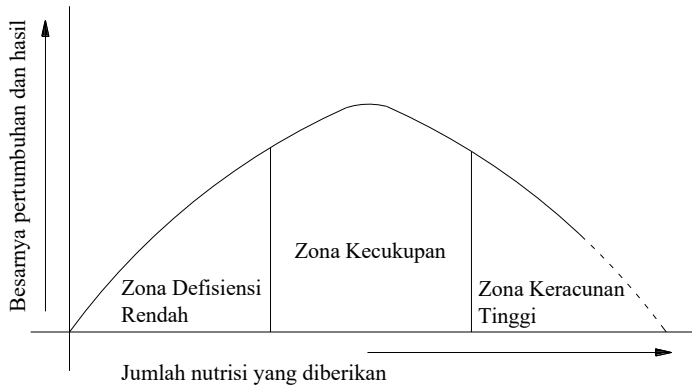 Besarnya pertumbuhan dan hasil
Zona Defisiensi
Rendah
Zona Kecukupan
Zona Keracunan
Tinggi
Jumlah nutrisi yang diberikan